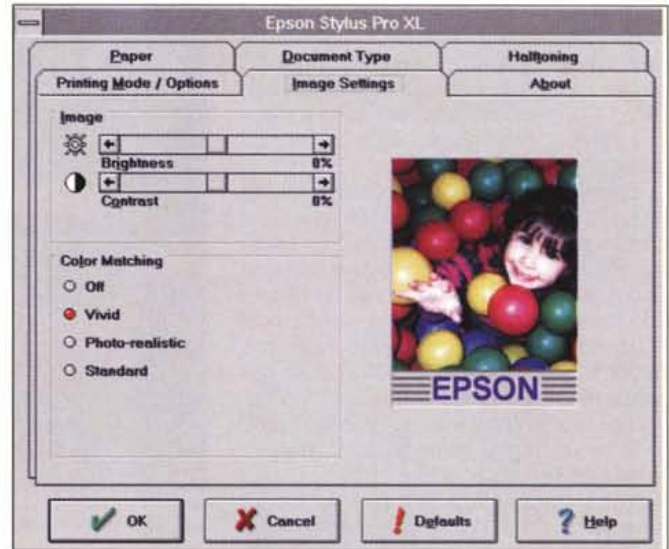 Epson Stylus Pro XL
Paper Document Type Halftoning
Printing Mode / Options Image Settings About
Image
Brightness 0%
Contrast 0%
Color Matching
Off
Vivid
Photo-realistic
Standard
EPSON
OK Cancel Defaults ? Help